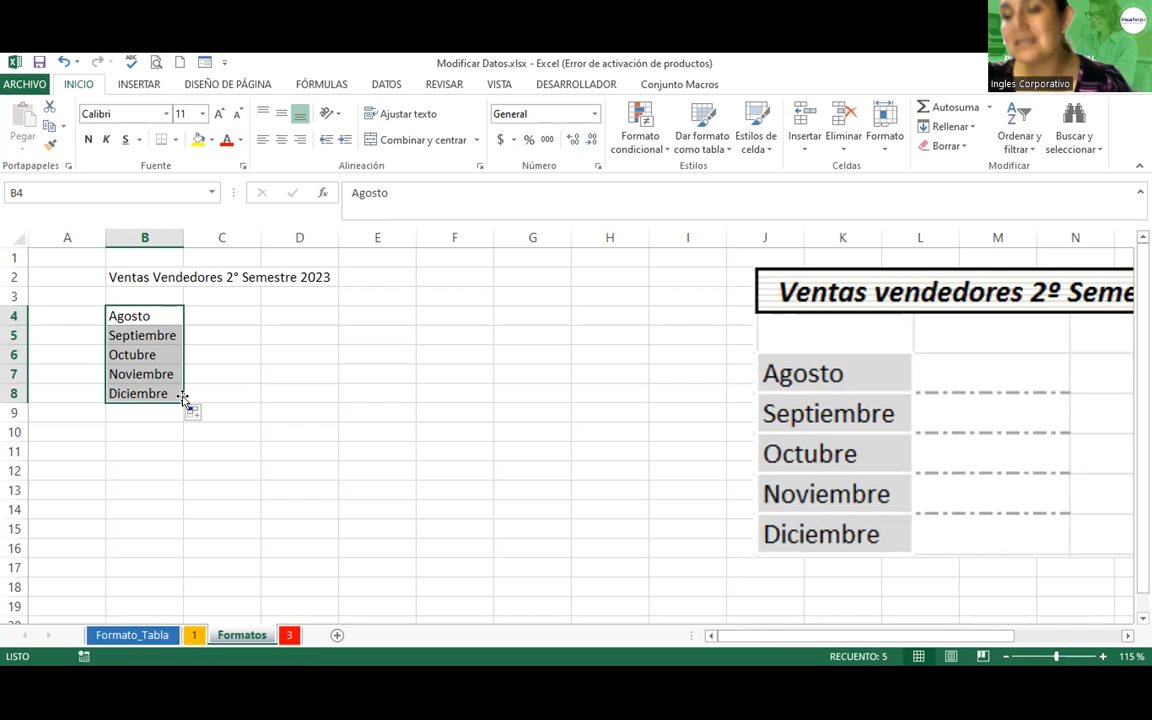 Modificar Datos.xlsx - Excel (Error de activación de productos)
Ingles Corporativo
ARCHIVO INICIO INSERTAR DISEÑO DE PÁGINA FÓRMULAS DATOS REVISAR VISTA DESARROLLADOR Conjunto Macros
Pegar
Calibri 11
N K S
Ajustar texto
Combinar y centrar
General
$ % 000
Formato condicional
Dar formato como tabla
Estilos de celda
Insertar Eliminar Formato
Autosuma
Rellenar
Borrar
Ordenar y filtrar
Buscar y seleccionar
Portapapeles Fuente Alineación Número Estilos Celdas Modificar
B4 fx Agosto
A B C D E F G H I J K L M N
1
2 Ventas Vendedores 2° Semestre 2023
3
4 Agosto
5 Septiembre
6 Octubre
7 Noviembre
8 Diciembre
9
10
11
12
13
14
15
16
17
18
19
Ventas vendedores 2º Seme
Agosto
Septiembre
Octubre
Noviembre
Diciembre
Formato_Tabla 1 Formatos 3
LISTO RECUENTO: 5 115 %